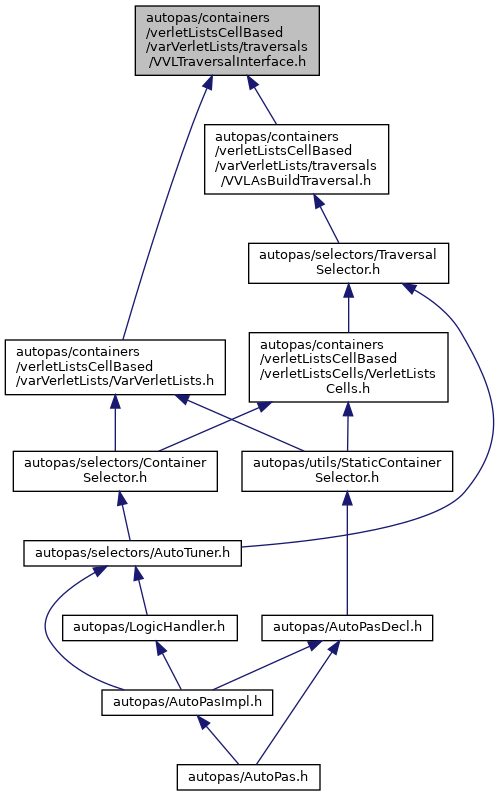 autopas/containers
/verletListsCellBased
/varVerletLists/traversals
/VVLTraversalInterface.h
autopas/containers
/verletListsCellBased
/varVerletLists/traversals
/VVLAsBuildTraversal.h
autopas/selectors/Traversal
Selector.h
autopas/containers
/verletListsCellBased
/varVerletLists/VarVerletLists.h
autopas/containers
/verletListsCellBased
/verletListsCells/VerletLists
Cells.h
autopas/selectors/Container
Selector.h
autopas/utils/StaticContainer
Selector.h
autopas/selectors/AutoTuner.h
autopas/LogicHandler.h
autopas/AutoPasDecl.h
autopas/AutoPasImpl.h
autopas/AutoPas.h